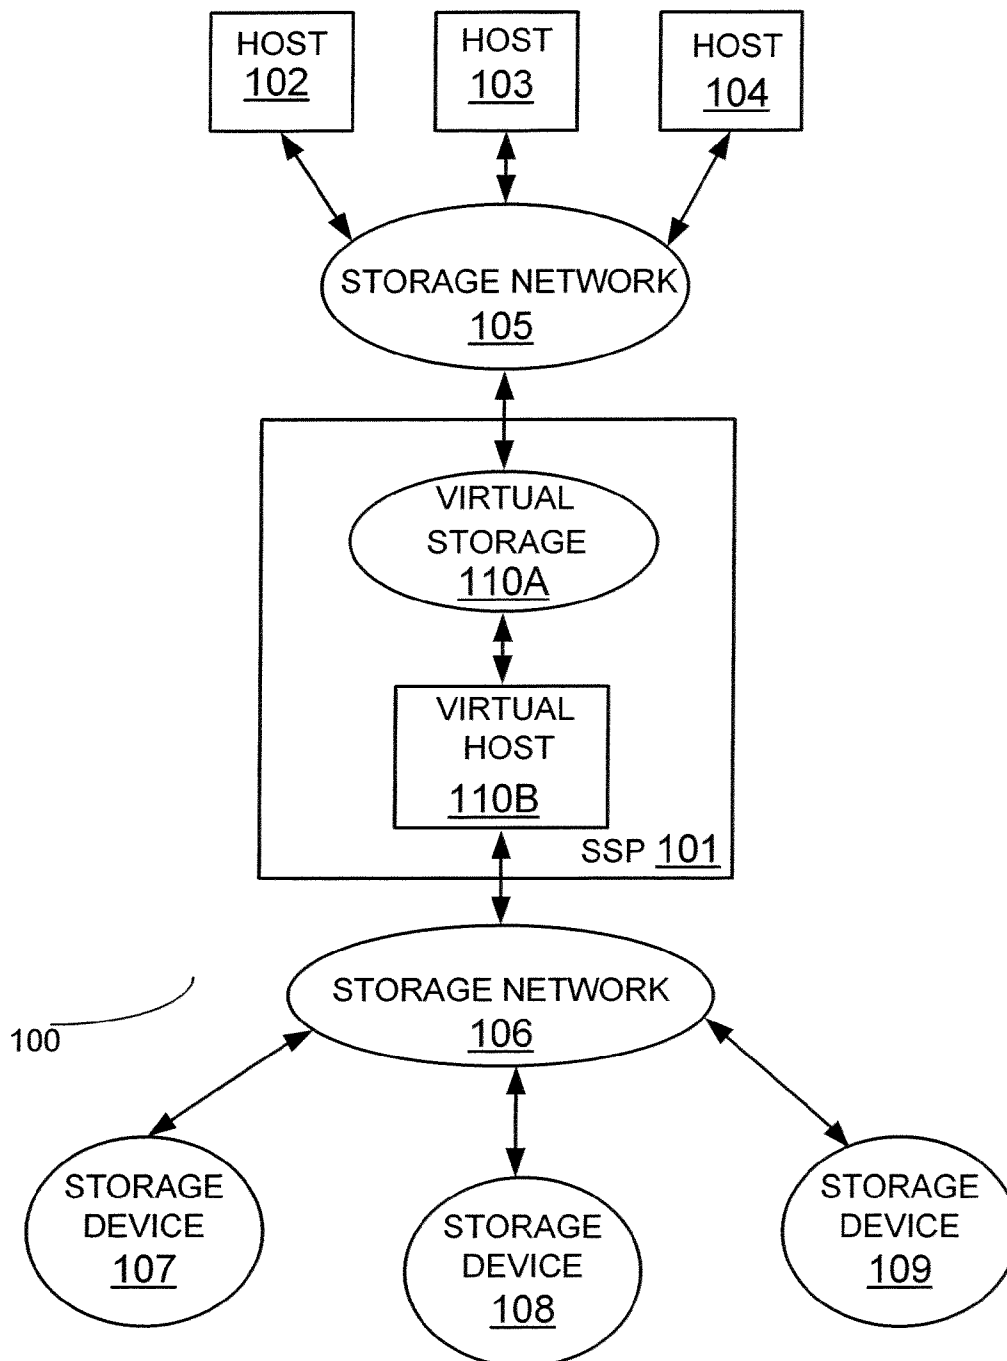 HOST
102
HOST
103
HOST
104
STORAGE NETWORK
105
VIRTUAL
STORAGE
110A
VIRTUAL
HOST
110B
SSP 101
STORAGE NETWORK
106
100
STORAGE
DEVICE
107
STORAGE
DEVICE
108
STORAGE
DEVICE
109